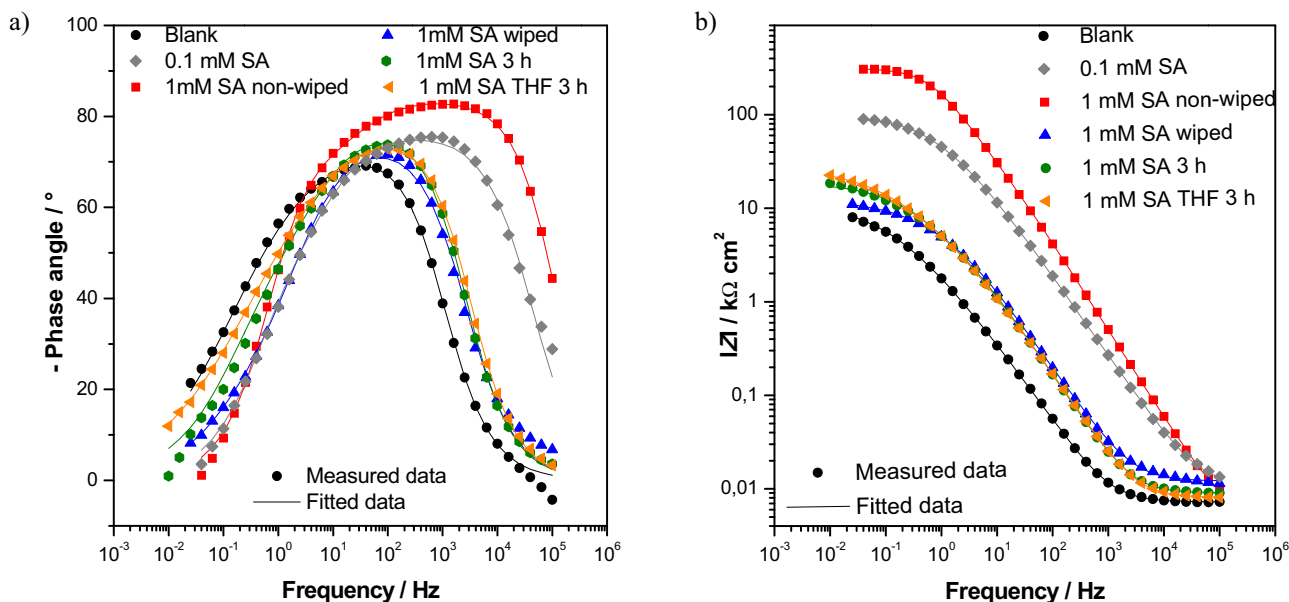 a)
- Phase angle / °
100
80
60
40
20
0
Blank
0.1 mM SA
1mM SA non-wiped
1mM SA wiped
1mM SA 3 h
1 mM SA THF 3 h
Measured data
Fitted data
10⁻³ 10⁻² 10⁻¹ 10⁰ 10¹ 10² 10³ 10⁴ 10⁵ 10⁶
Frequency / Hz
b)
|Z| / kΩ cm²
100
10
1
0,1
0,01
Blank
0.1 mM SA
1 mM SA non-wiped
1 mM SA wiped
1 mM SA 3 h
1 mM SA THF 3 h
Measured data
Fitted data
10⁻³ 10⁻² 10⁻¹ 10⁰ 10¹ 10² 10³ 10⁴ 10⁵ 10⁶
Frequency / Hz